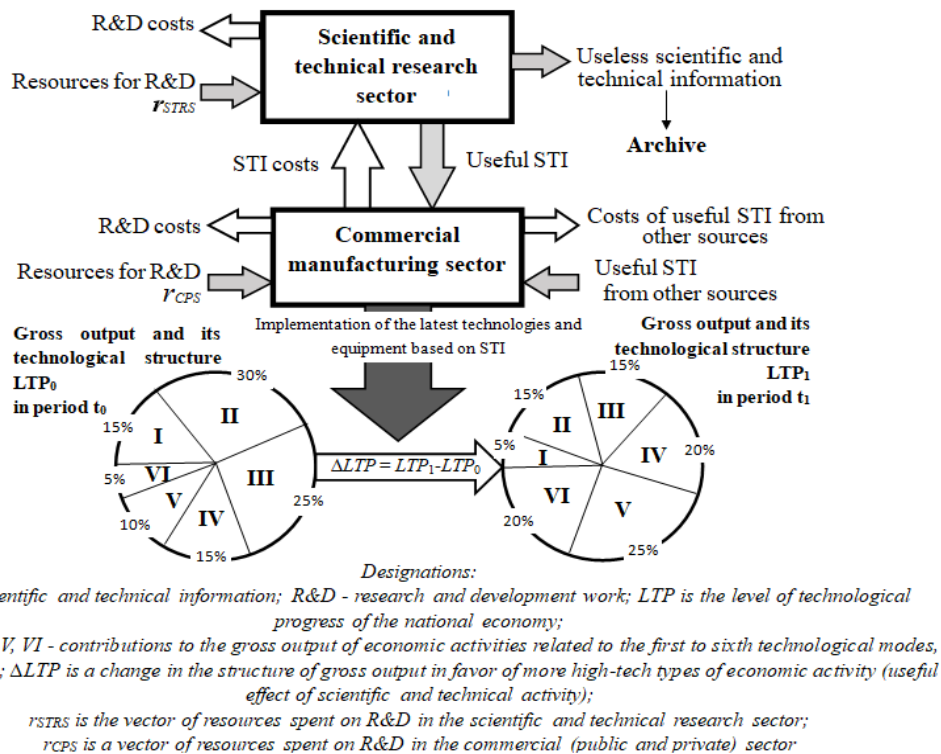 R&D costs
Scientific and
technical research
sector
Useless scientific and
technical information
Resources for R&D
rSTRS
Archive
STI costs
Useful STI
R&D costs
Commercial
manufacturing sector
Costs of useful STI from
other sources
Resources for R&D
rCPS
Useful STI
from other sources
Implementation of the latest technologies and
equipment based on STI
Gross output and its
technological structure
LTP0
in period t0
Gross output and its
technological structure
LTP1
in period t1
30%
15%
I
II
VI
5%
V
III
10%
IV
25%
15%
ΔLTP = LTP1-LTP0
15%
15%
II
III
5%
I
IV
20%
VI
V
20%
25%
Designations:
entific and technical information; R&D - research and development work; LTP is the level of technological
progress of the national economy;
V, VI - contributions to the gross output of economic activities related to the first to sixth technological modes,
; ΔLTP is a change in the structure of gross output in favor of more high-tech types of economic activity (useful
effect of scientific and technical activity);
rSTRS is the vector of resources spent on R&D in the scientific and technical research sector;
rCPS is a vector of resources spent on R&D in the commercial (public and private) sector